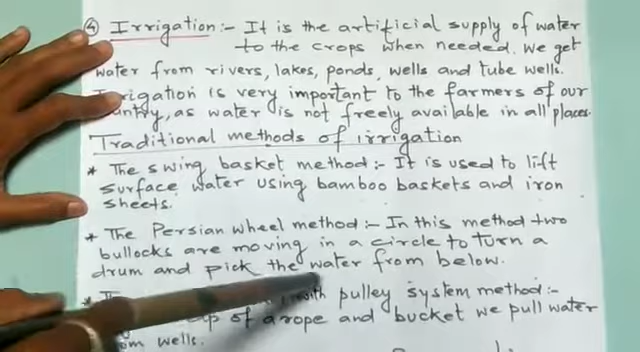 ④ Irrigation :- It is the artificial supply of water
to the crops when needed. We get
water from rivers, lakes, ponds, wells and tube wells.
Irrigation is very important to the farmers of our
as water is not freely available in all places.
Traditional methods of irrigation
* The swing basket method :- It is used to lift
surface water using bamboo baskets and iron
sheets.
* The Persian wheel method :- In this method two
bullocks are moving in a circle to turn a
drum and pick the water from below.
* pulley system method :-
of a rope and bucket we pull water
wells.